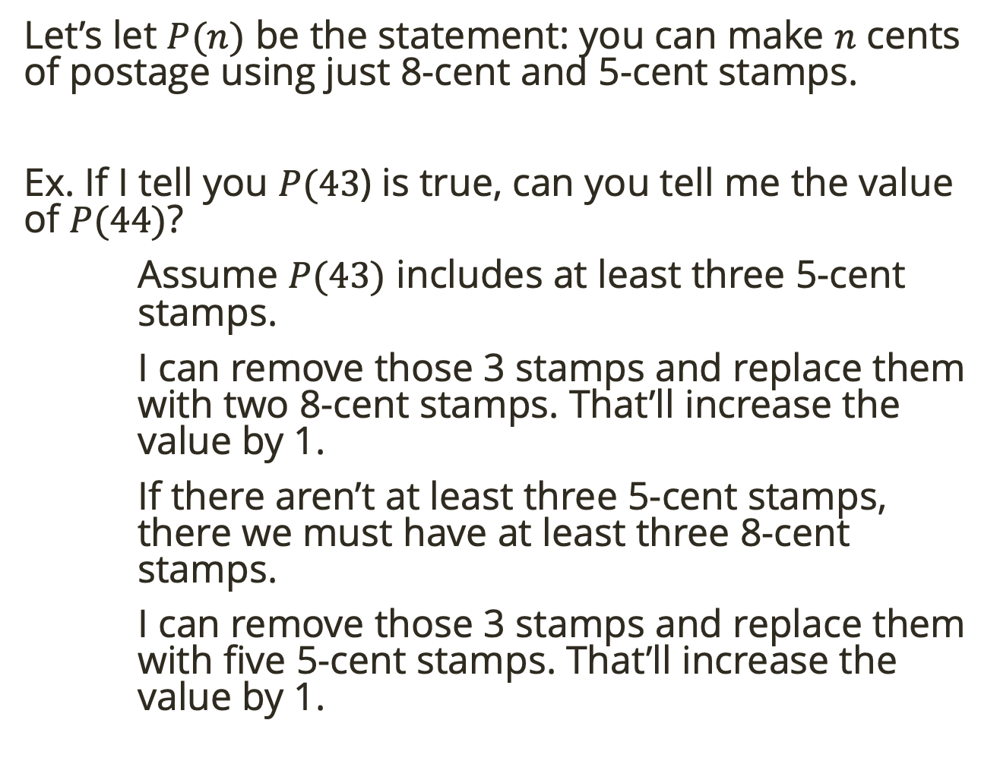 Let’s let P(n) be the statement: you can make n cents
of postage using just 8-cent and 5-cent stamps.
Ex. If I tell you P(43) is true, can you tell me the value
of P(44)?
Assume P(43) includes at least three 5-cent
stamps.
I can remove those 3 stamps and replace them
with two 8-cent stamps. That’ll increase the
value by 1.
If there aren’t at least three 5-cent stamps,
there we must have at least three 8-cent
stamps.
I can remove those 3 stamps and replace them
with five 5-cent stamps. That’ll increase the
value by 1.